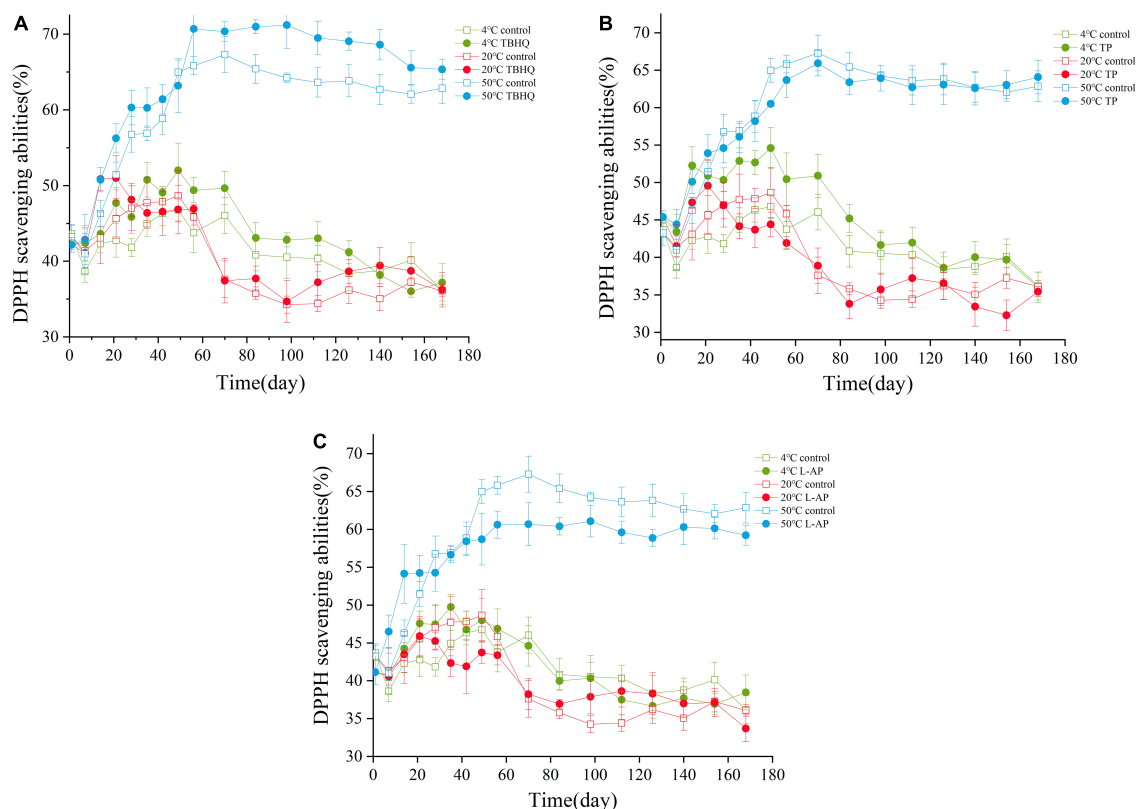 A
DPPH scavenging abilities(%)
70
60
50
40
30
0 20 40 60 80 100 120 140 160 180
Time(day)
4°C control
4°C TBHQ
20°C control
20°C TBHQ
50°C control
50°C TBHQ
B
DPPH scavenging abilities(%)
70
65
60
55
50
45
40
35
30
0 20 40 60 80 100 120 140 160 180
Time(day)
4°C control
4°C TP
20°C control
20°C TP
50°C control
50°C TP
C
DPPH scavenging abilities(%)
70
65
60
55
50
45
40
35
30
0 20 40 60 80 100 120 140 160 180
Time(day)
4°C control
4°C L-AP
20°C control
20°C L-AP
50°C control
50°C L-AP